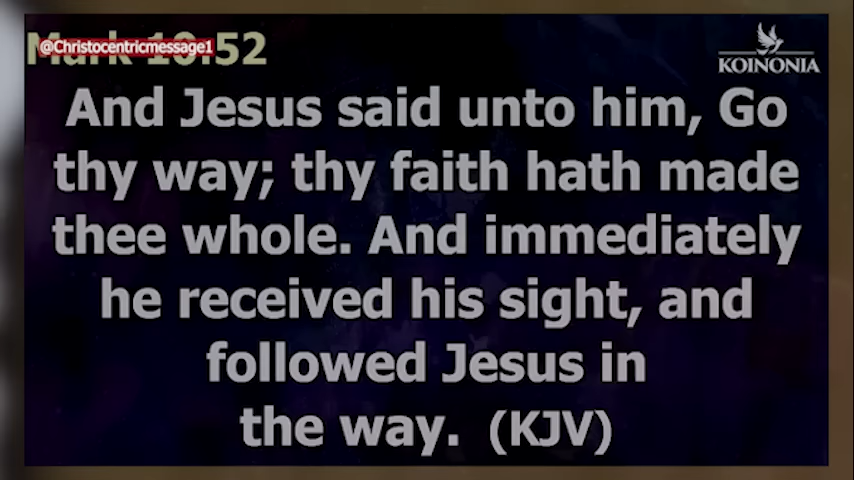 @Christocentricmessage1
Mark 10:52
KOINONIA
And Jesus said unto him, Go
thy way; thy faith hath made
thee whole. And immediately
he received his sight, and
followed Jesus in
the way. (KJV)